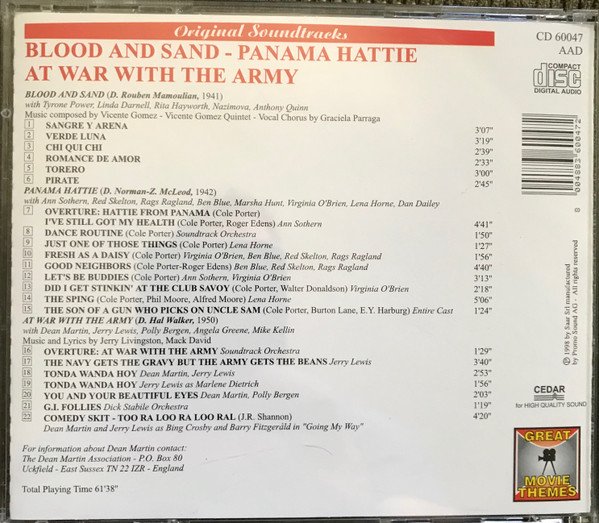 Original Soundtracks
BLOOD AND SAND - PANAMA HATTIE
AT WAR WITH THE ARMY
CD 60047
AAD
COMPACT
disc
DIGITAL AUDIO
BLOOD AND SAND (D. Rouben Mamoulian, 1941)
with Tyrone Power, Linda Darnell, Rita Hayworth, Nazimova, Anthony Quinn
Music composed by Vicente Gomez - Vicente Gomez Quintet - Vocal Chorus by Graciela Parraga
1 SANGRE Y ARENA 3'07"
2 VERDE LUNA 3'19"
3 CHI QUI CHI 2'39"
4 ROMANCE DE AMOR 2'33"
5 TORERO 3'00"
6 PIRATE 2'45"
PANAMA HATTIE (D. Norman-Z. McLeod, 1942)
with Ann Sothern, Red Skelton, Rags Ragland, Ben Blue, Marsha Hunt, Virginia O'Brien, Lena Horne, Dan Dailey
7 OVERTURE: HATTIE FROM PANAMA (Cole Porter)
I'VE STILL GOT MY HEALTH (Cole Porter, Roger Edens) Ann Sothern 4'41"
8 DANCE ROUTINE (Cole Porter) Soundtrack Orchestra 1'50"
9 JUST ONE OF THOSE THINGS (Cole Porter) Lena Horne 1'27"
10 FRESH AS A DAISY (Cole Porter) Virginia O'Brien, Ben Blue, Red Skelton, Rags Ragland 1'56"
11 GOOD NEIGHBORS (Cole Porter-Roger Edens) Ben Blue, Red Skelton, Rags Ragland 4'40"
12 LET'S BE BUDDIES (Cole Porter) Ann Sothern, Virginia O'Brien 3'13"
13 DID I GET STINKIN' AT THE CLUB SAVOY (Cole Porter, Walter Donaldson) Virginia O'Brien 2'18"
14 THE SPING (Cole Porter, Phil Moore, Alfred Moore) Lena Horne 5'06"
15 THE SON OF A GUN WHO PICKS ON UNCLE SAM (Cole Porter, Burton Lane, E.Y. Harburg) Entire Cast 1'24"
AT WAR WITH THE ARMY (D. Hal Walker, 1950)
with Dean Martin, Jerry Lewis, Polly Bergen, Angela Greene, Mike Kellin
Music and Lyrics by Jerry Livingston, Mack David
16 OVERTURE: AT WAR WITH THE ARMY Soundtrack Orchestra 1'29"
17 THE NAVY GETS THE GRAVY BUT THE ARMY GETS THE BEANS Jerry Lewis 3'40"
18 TONDA WANDA HOY Dean Martin, Jerry Lewis 2'53"
19 TONDA WANDA HOY Jerry Lewis as Marlene Dietrich 1'56"
20 YOU AND YOUR BEAUTIFUL EYES Dean Martin, Polly Bergen 2'03"
21 G.I. FOLLIES Dick Stabile Orchestra 1'19"
22 COMEDY SKIT - TOO RA LOO RA LOO RAL (J.R. Shannon) 4'20"
Dean Martin and Jerry Lewis as Bing Crosby and Barry Fitzgerald in "Going My Way"
For information about Dean Martin contact:
The Dean Martin Association - P.O. Box 80
Uckfield - East Sussex TN 22 IZR - England
Total Playing Time 61'38"
8 004883 600472
© 1998 by Saar Srl manufactured
by Promo Sound AG - All rights reserved
CEDAR
for HIGH QUALITY SOUND
GREAT
MOVIE
THEMES